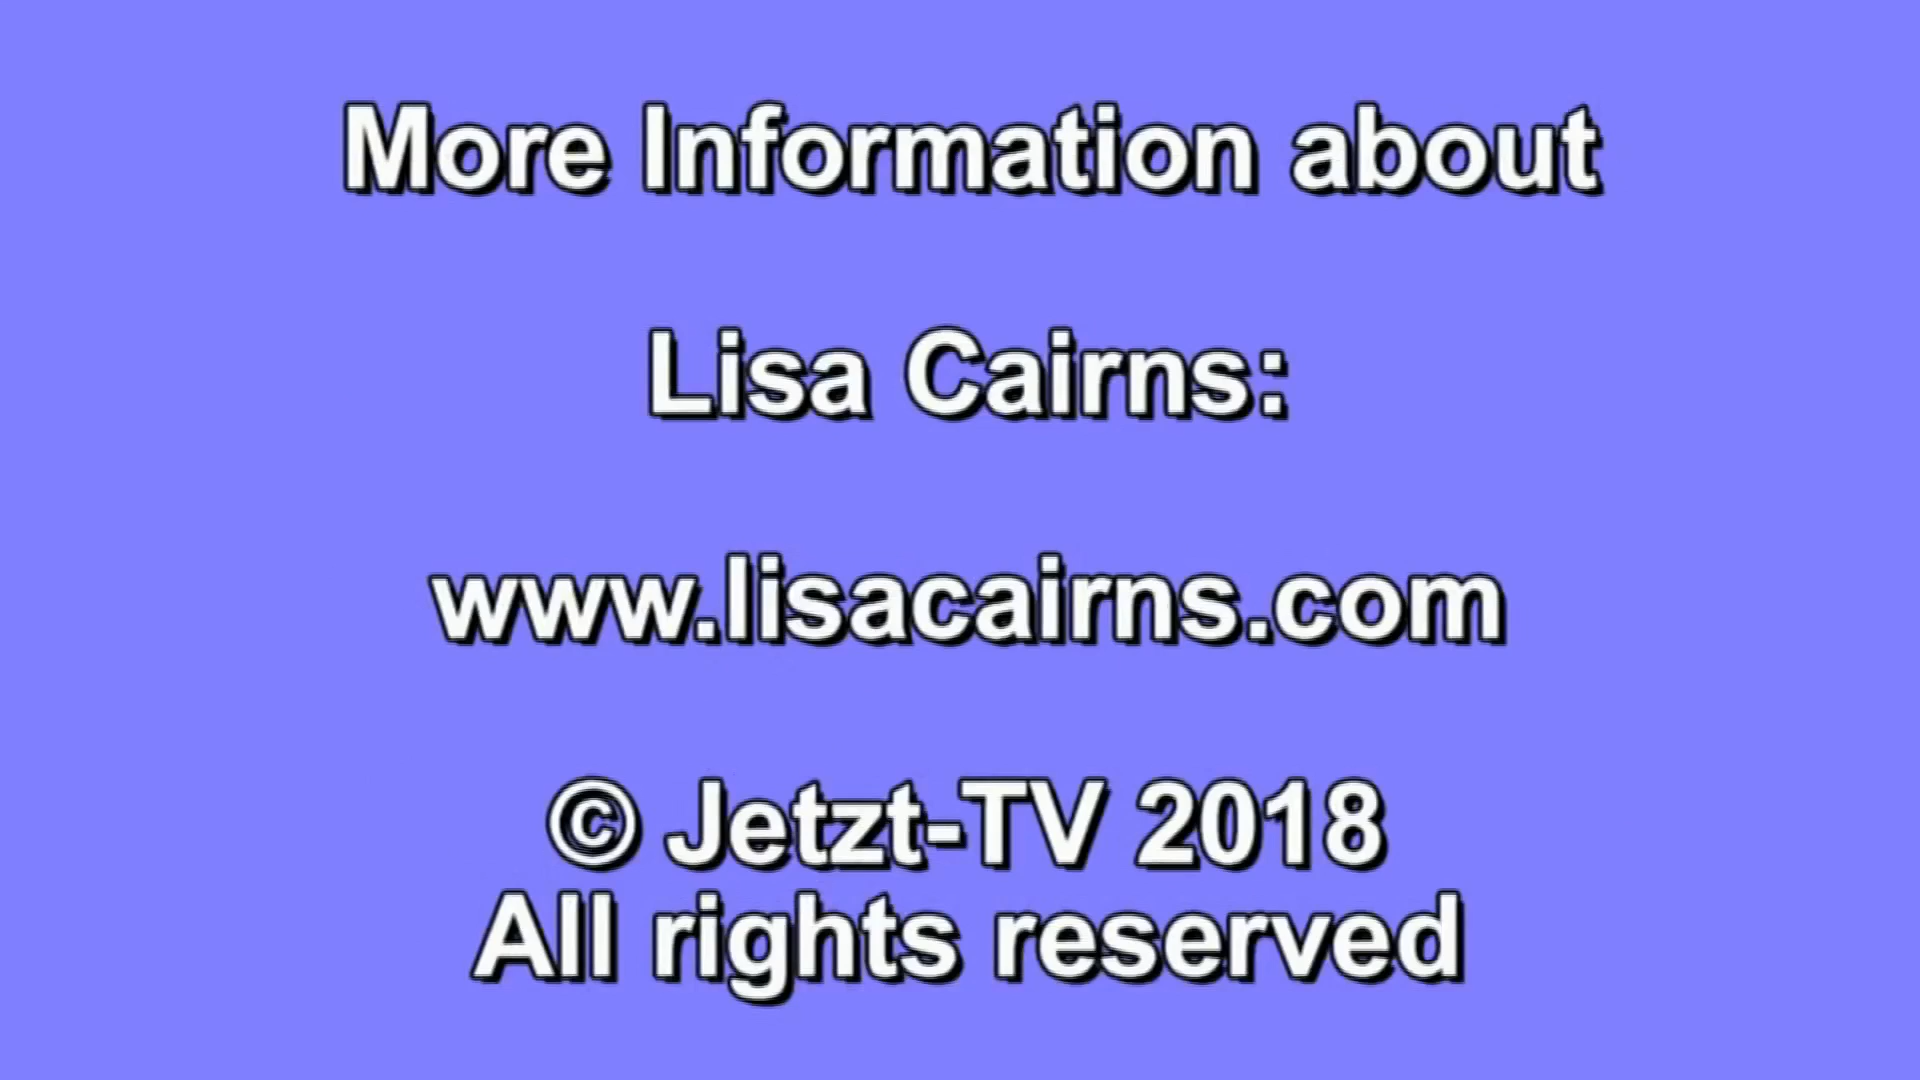 More Information about
Lisa Cairns:
www.lisacairns.com
© Jetzt-TV 2018
All rights reserved